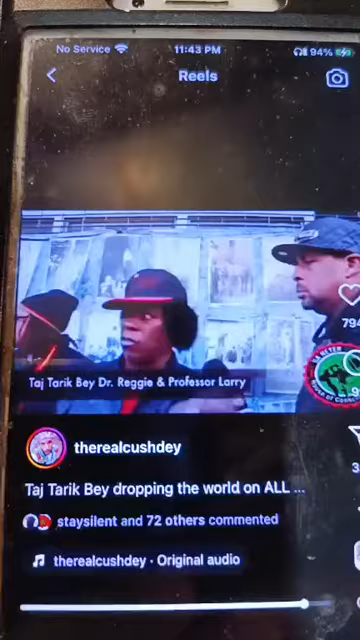 No Service
11:43 PM
94%
Reels
794
Taj Tarik Bey Dr. Reggie & Professor Larry
therealcushdey
Taj Tarik Bey dropping the world on ALL ...
staysilent and 72 others commented
therealcushdey · Original audio